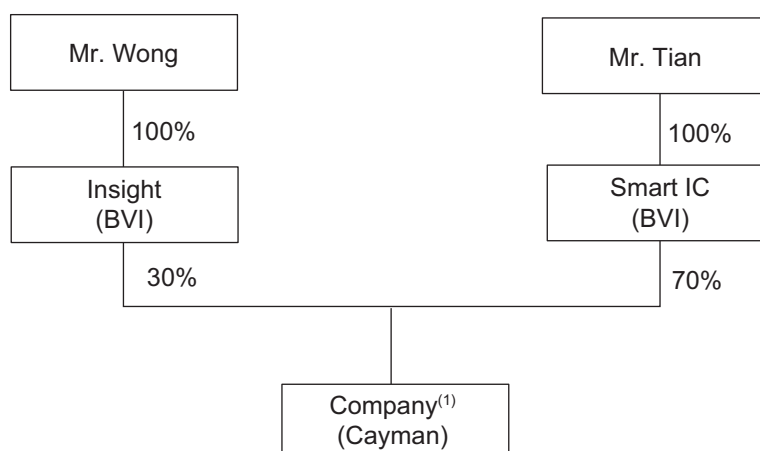 Mr. Wong
Mr. Tian
100%
100%
Insight
(BVI)
Smart IC
(BVI)
30%
70%
Company(1)
(Cayman)